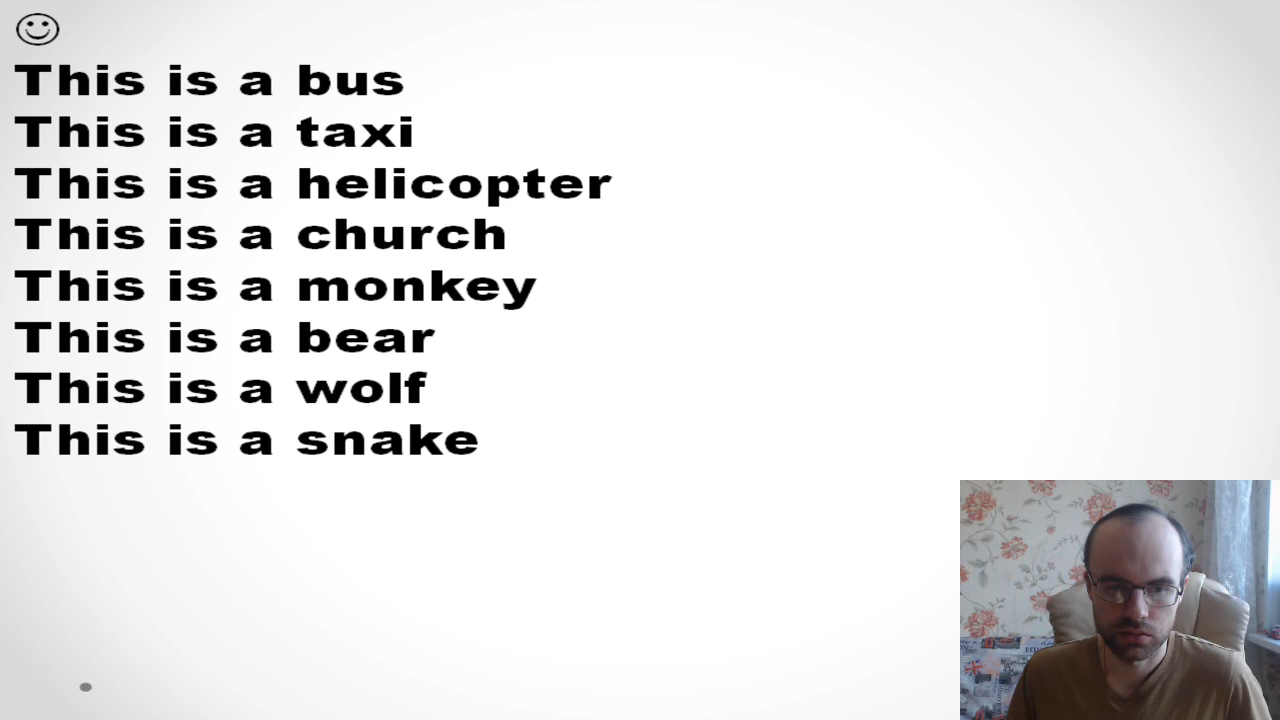 This is a bus
This is a taxi
This is a helicopter
This is a church
This is a monkey
This is a bear
This is a wolf
This is a snake